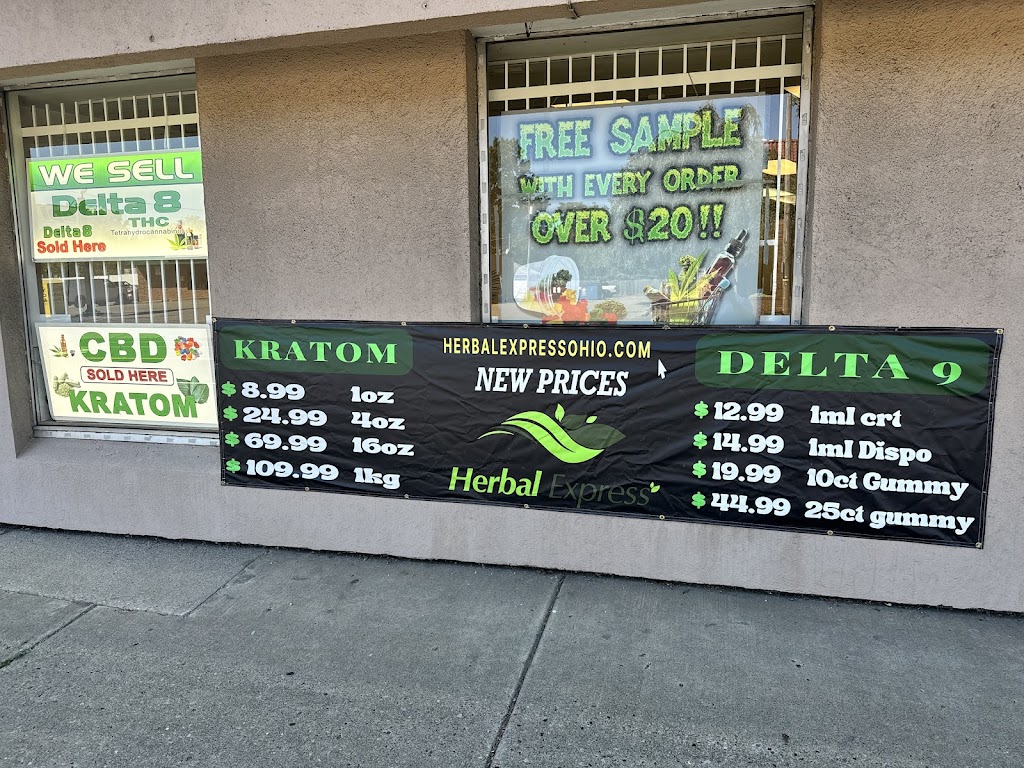 WE SELL
Delta 8
THC
Tetrahydrocannabinol
Delta 8
Sold Here
CBD
SOLD HERE
KRATOM
FREE SAMPLE
WITH EVERY ORDER
OVER $20!!
KRATOM
$8.99 1oz
$24.99 4oz
$69.99 16oz
$109.99 1kg
HERBALEXPRESSOHIO.COM
NEW PRICES
Herbal Express
DELTA 9
$12.99 1ml crt
$14.99 1ml Dispo
$19.99 10ct Gummy
$44.99 25ct gummy